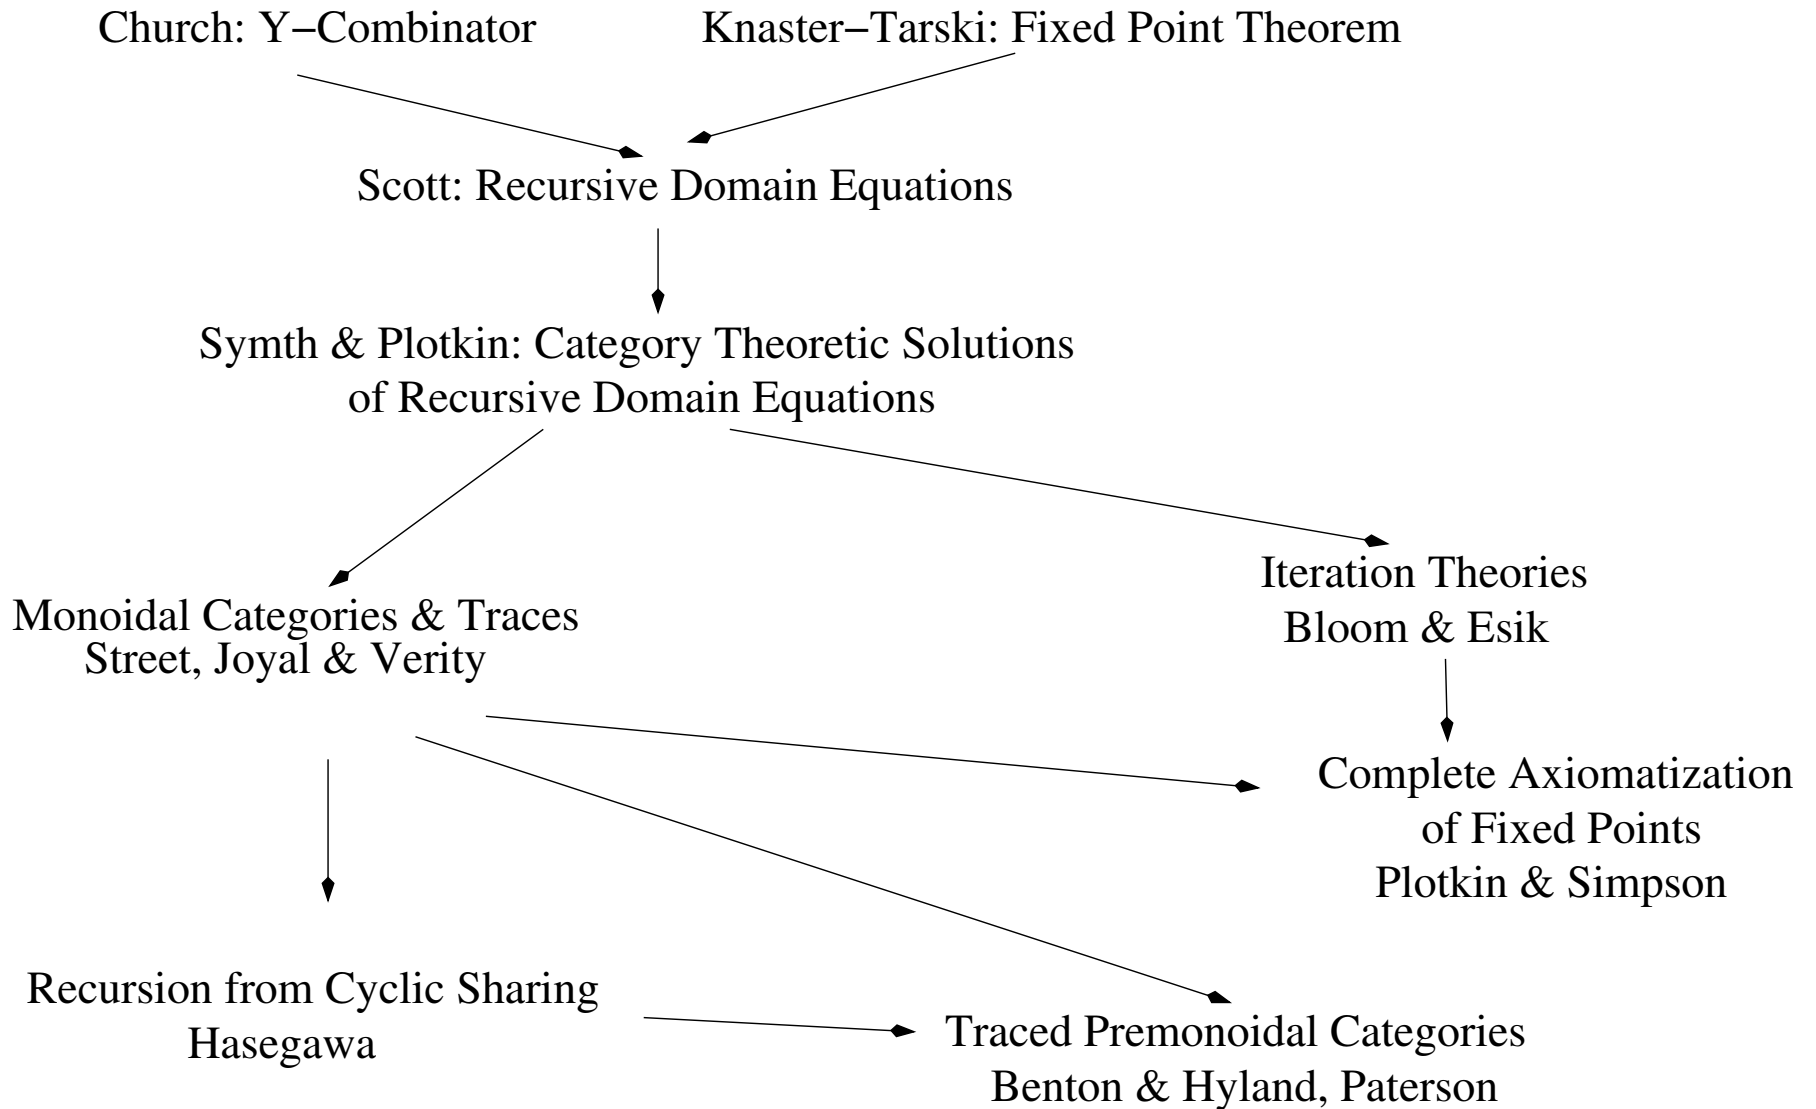 Church: Y−Combinator
Knaster−Tarski: Fixed Point Theorem
Scott: Recursive Domain Equations
Symth & Plotkin: Category Theoretic Solutions
of Recursive Domain Equations
Iteration Theories
Bloom & Esik
Monoidal Categories & Traces
Street, Joyal & Verity
Complete Axiomatization
of Fixed Points
Plotkin & Simpson
Recursion from Cyclic Sharing
Hasegawa
Traced Premonoidal Categories
Benton & Hyland, Paterson